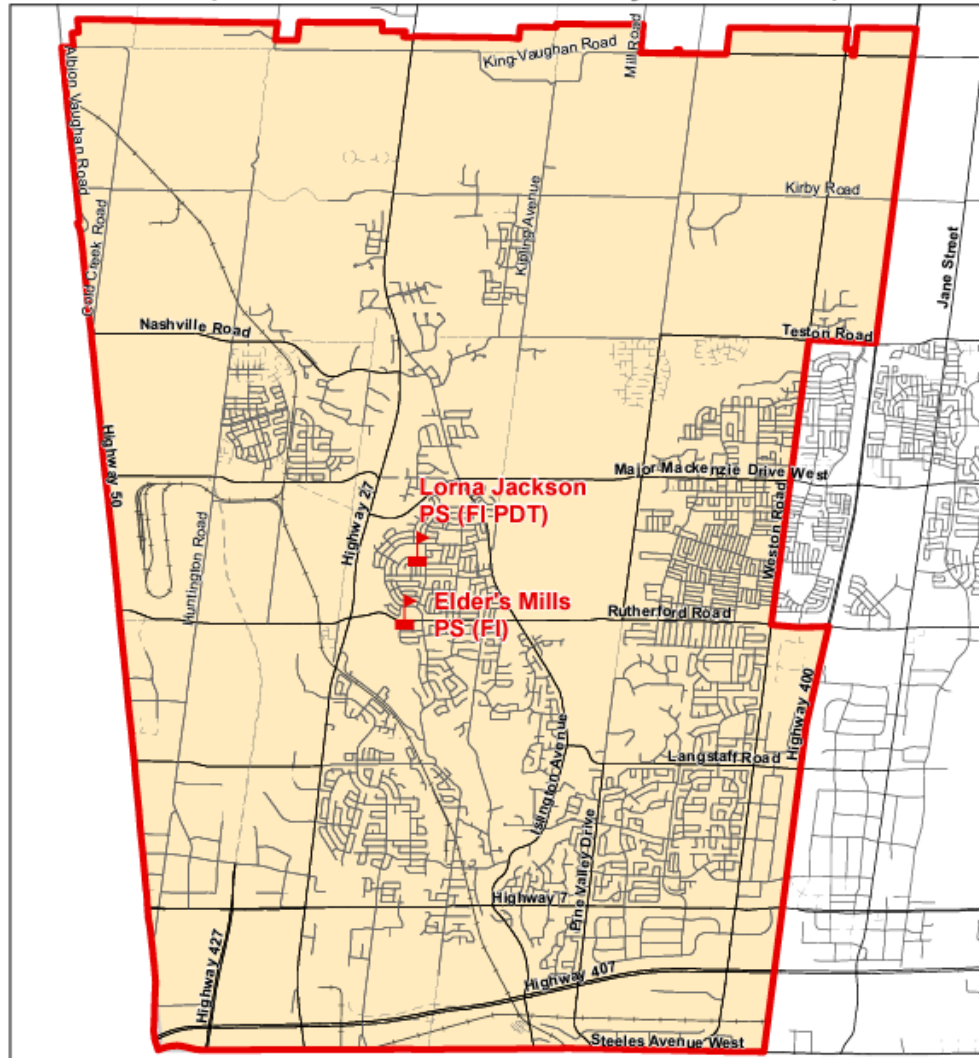 King-Vaughan Road
Mill Road
Albion Vaughan Road
Kirby Road
Kipling Avenue
Cold Creek Road
Jane Street
Nashville Road
Teston Road
Highway 50
Major Mackenzie Drive West
Highway 27
Lorna Jackson
PS (FI-PDT)
Weston Road
Huntington Road
Elder's Mills
PS (FI)
Rutherford Road
Highway 400
Langstaff Road
Islington Avenue
Pine Valley Drive
Highway 7
Highway 427
Highway 407
Steeles Avenue West